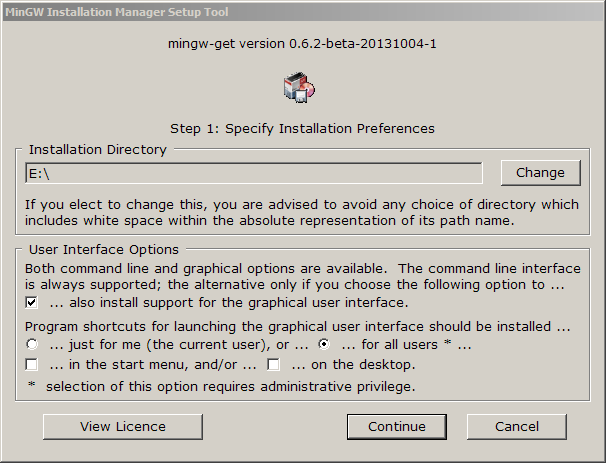 MinGW Installation Manager Setup Tool
mingw-get version 0.6.2-beta-20131004-1
Step 1: Specify Installation Preferences
Installation Directory
E:\
Change
If you elect to change this, you are advised to avoid any choice of directory which
includes white space within the absolute representation of its path name.
User Interface Options
Both command line and graphical options are available.  The command line interface
is always supported; the alternative only if you choose the following option to ...
... also install support for the graphical user interface.
Program shortcuts for launching the graphical user interface should be installed ...
... just for me (the current user), or ... ... for all users * ...
... in the start menu, and/or ... ... on the desktop.
* selection of this option requires administrative privilege.
View Licence Continue Cancel